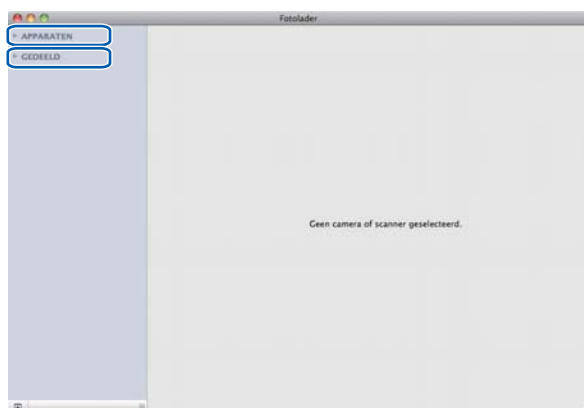 Fotolader
APPARATEN
GEDEELD
Geen camera of scanner geselecteerd.